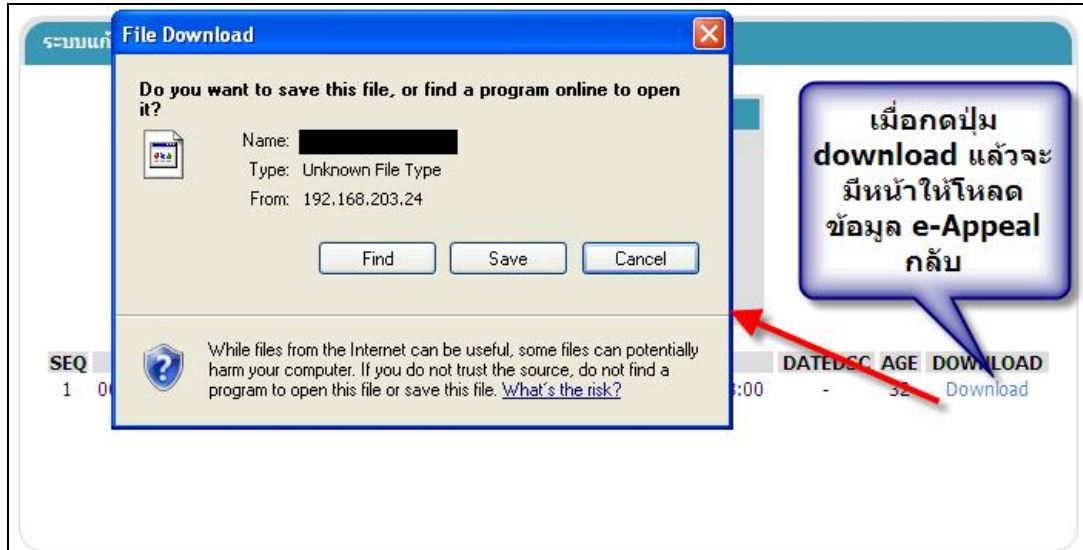 ระบบแก้
File Download
Do you want to save this file, or find a program online to open
it?
Name:
Type: Unknown File Type
From: 192.168.203.24
Find Save Cancel
While files from the Internet can be useful, some files can potentially
harm your computer. If you do not trust the source, do not find a
program to open this file or save this file. What's the risk?
เมื่อกดปุ่ม
download แล้วจะ
มีหน้าให้โหลด
ข้อมูล e-Appeal
กลับ
SEQ DATEDSC AGE DOWNLOAD
1 :00 - 32 Download